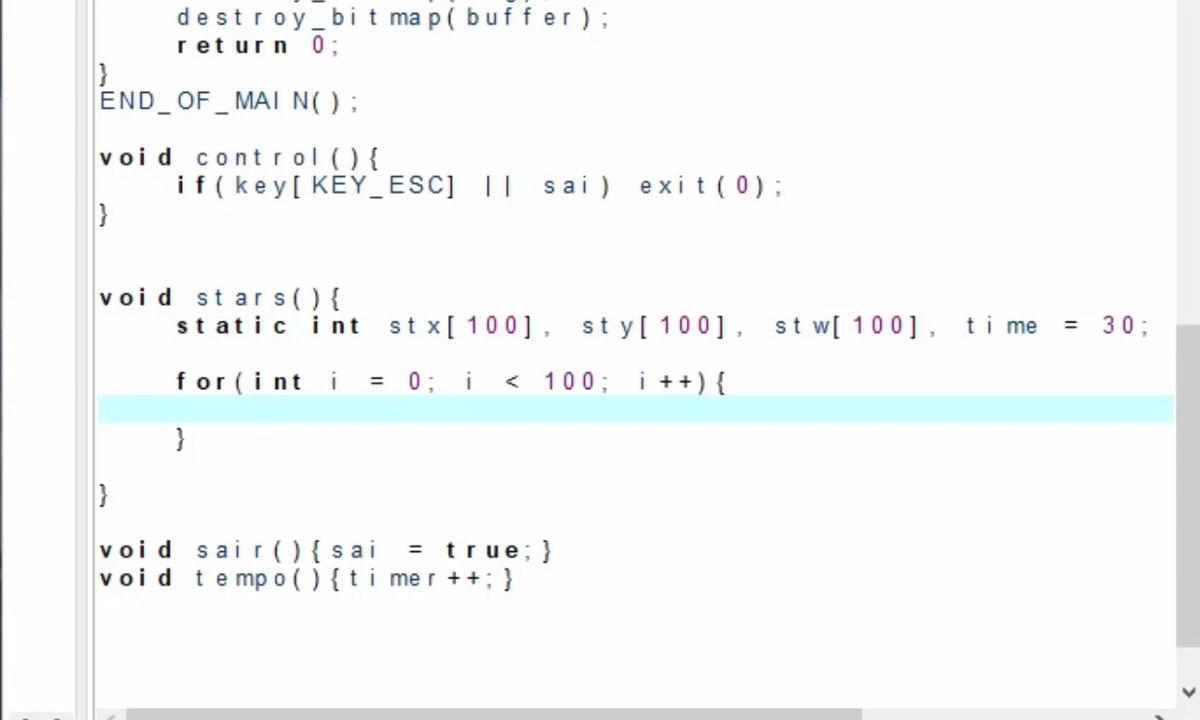 destroy_bitmap(buffer);
return 0;
}
END_OF_MAIN();
void control(){
if(key[KEY_ESC] || sai) exit(0);
}
void stars(){
static int stx[100], sty[100], stw[100], time = 30;
for(int i = 0; i < 100; i++){
}
}
void sair(){sai = true;}
void tempo(){timer++;}